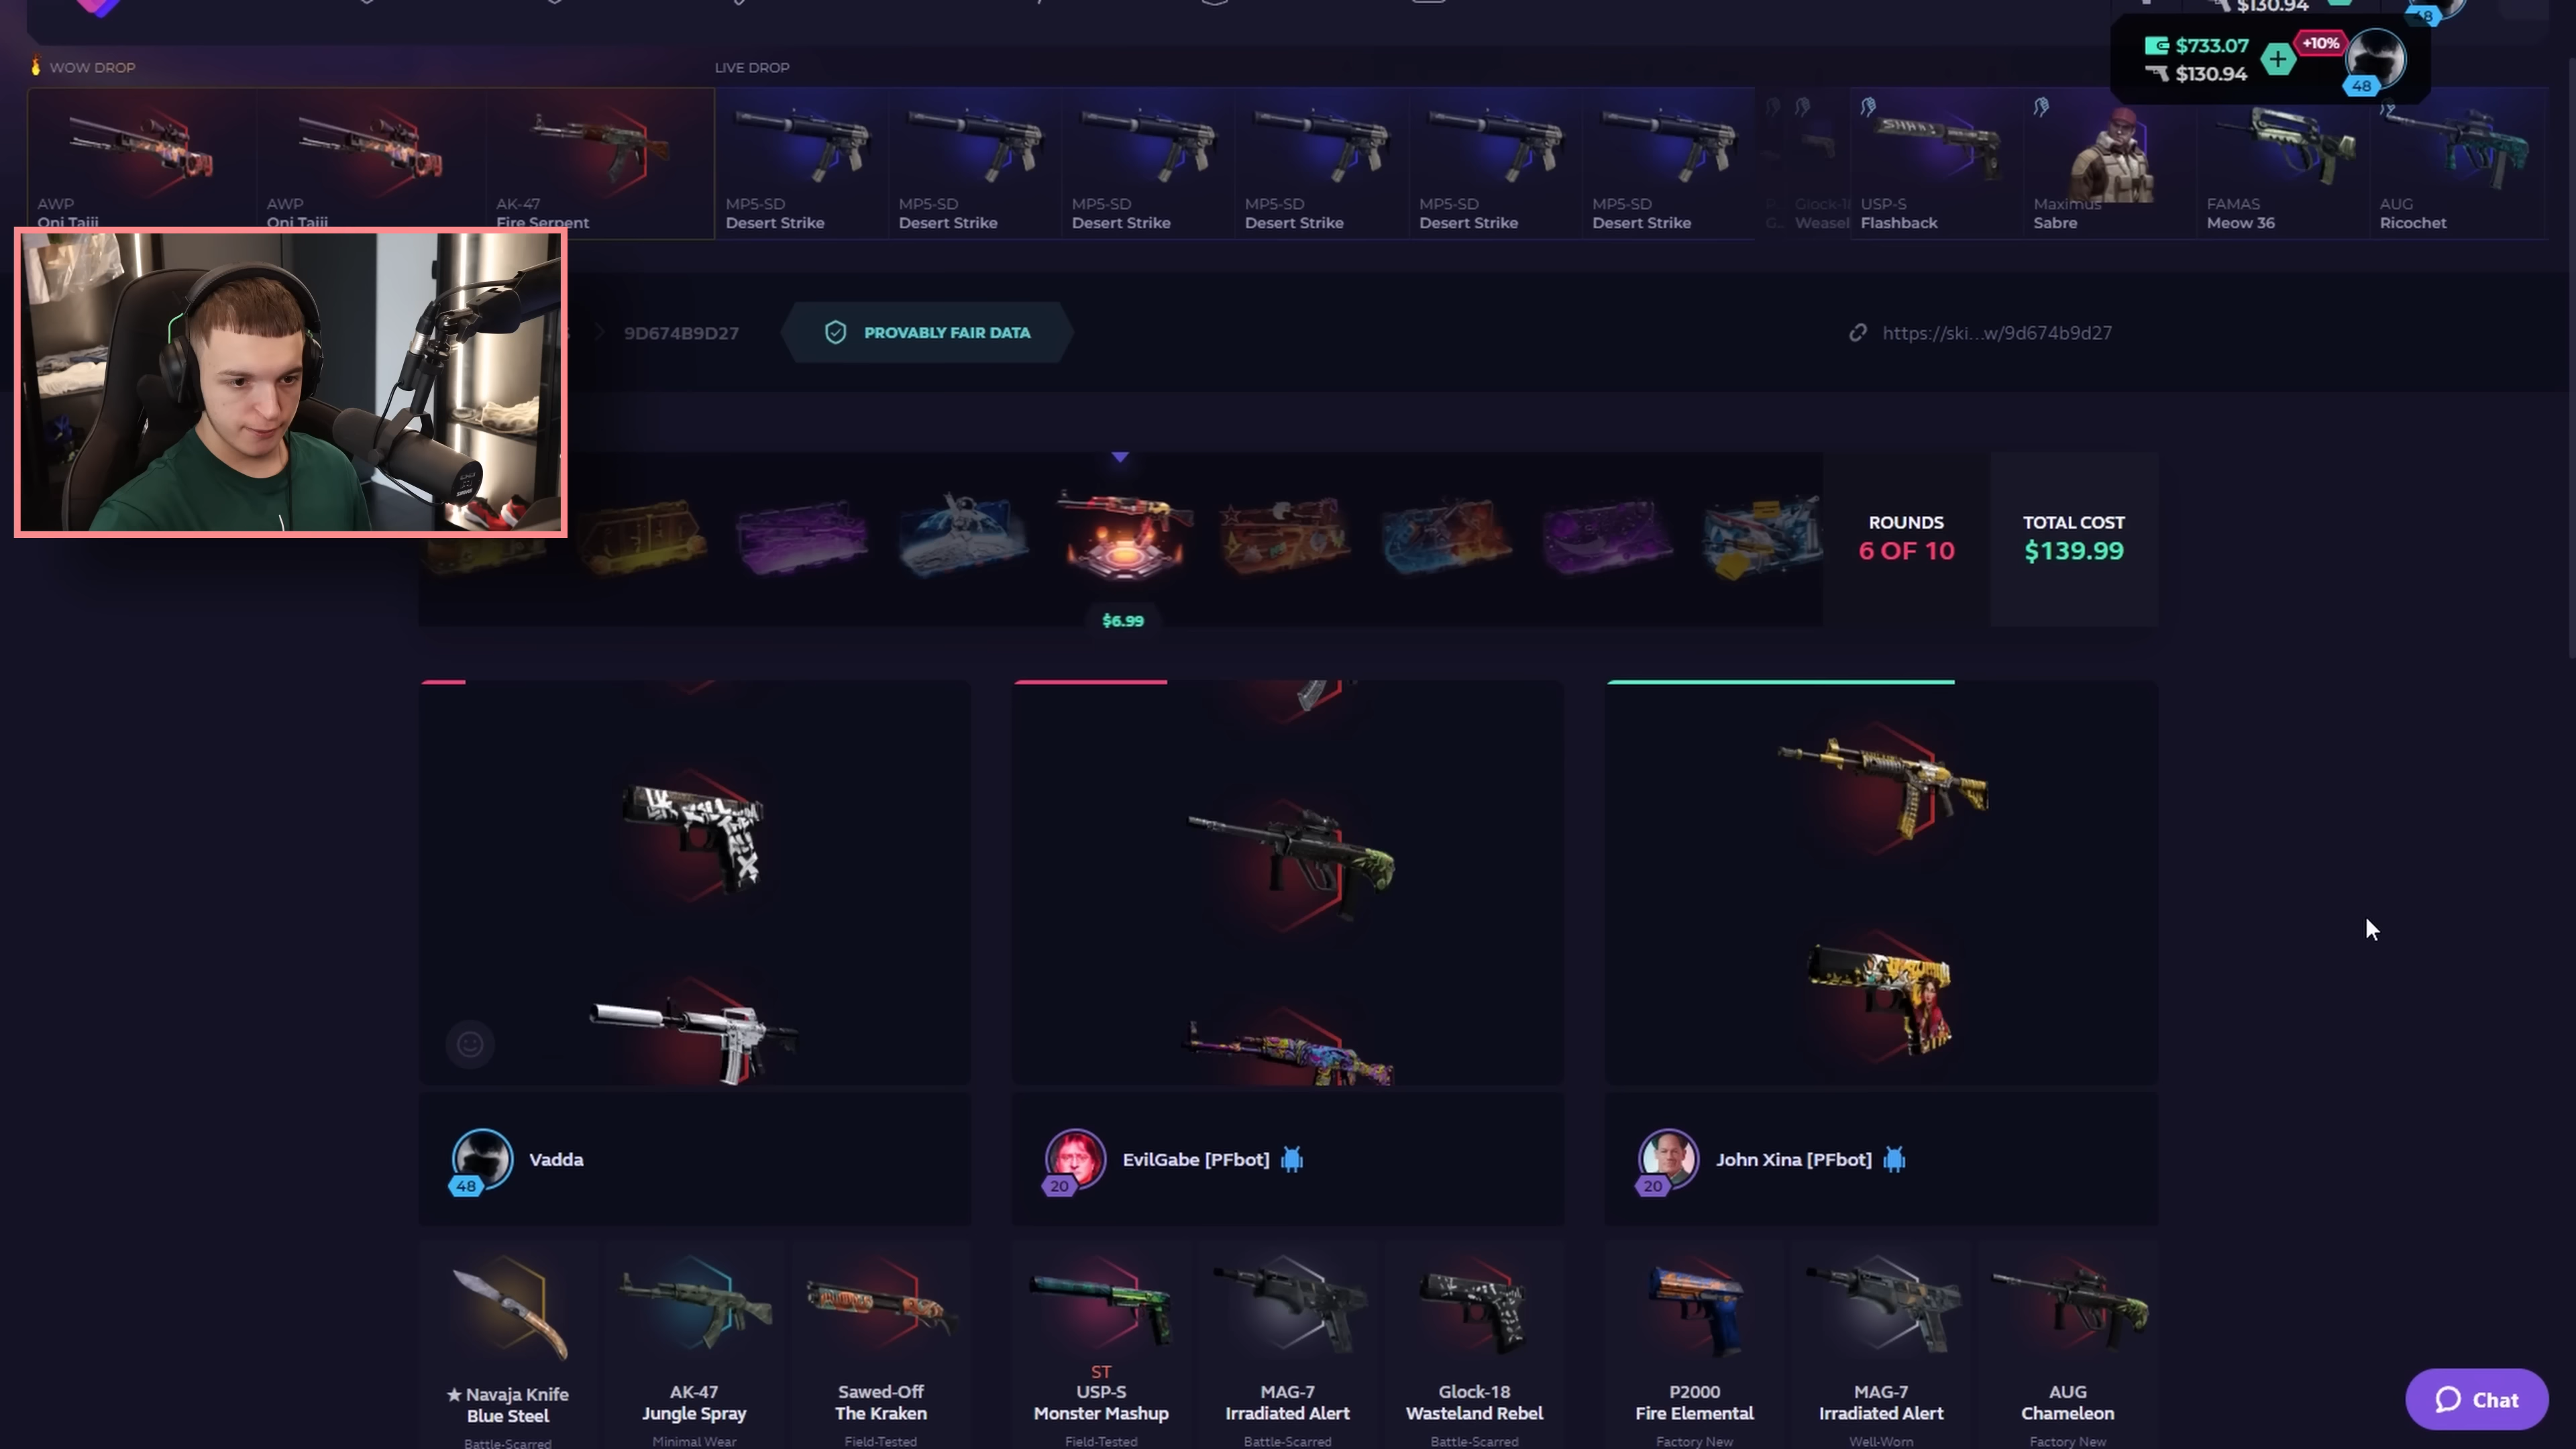 $130.94
48
$733.07
+10%
$130.94
48
WOW DROP
LIVE DROP
AWP
Oni Taiji
AWP
Oni Taiji
AK-47
Fire Serpent
MP5-SD
Desert Strike
MP5-SD
Desert Strike
MP5-SD
Desert Strike
MP5-SD
Desert Strike
MP5-SD
Desert Strike
MP5-SD
Desert Strike
Weasel
USP-S
Flashback
Maximus
Sabre
FAMAS
Meow 36
AUG
Ricochet
9D674B9D27
PROVABLY FAIR DATA
https://ski...w/9d674b9d27
ROUNDS
6 OF 10
TOTAL COST
$139.99
$6.99
Vadda
48
EvilGabe [PFbot]
20
John Xina [PFbot]
20
★ Navaja Knife
Blue Steel
Battle-Scarred
AK-47
Jungle Spray
Minimal Wear
Sawed-Off
The Kraken
Field-Tested
ST
USP-S
Monster Mashup
Field-Tested
MAG-7
Irradiated Alert
Battle-Scarred
Glock-18
Wasteland Rebel
Battle-Scarred
P2000
Fire Elemental
Factory New
MAG-7
Irradiated Alert
Well-Worn
AUG
Chameleon
Factory New
Chat